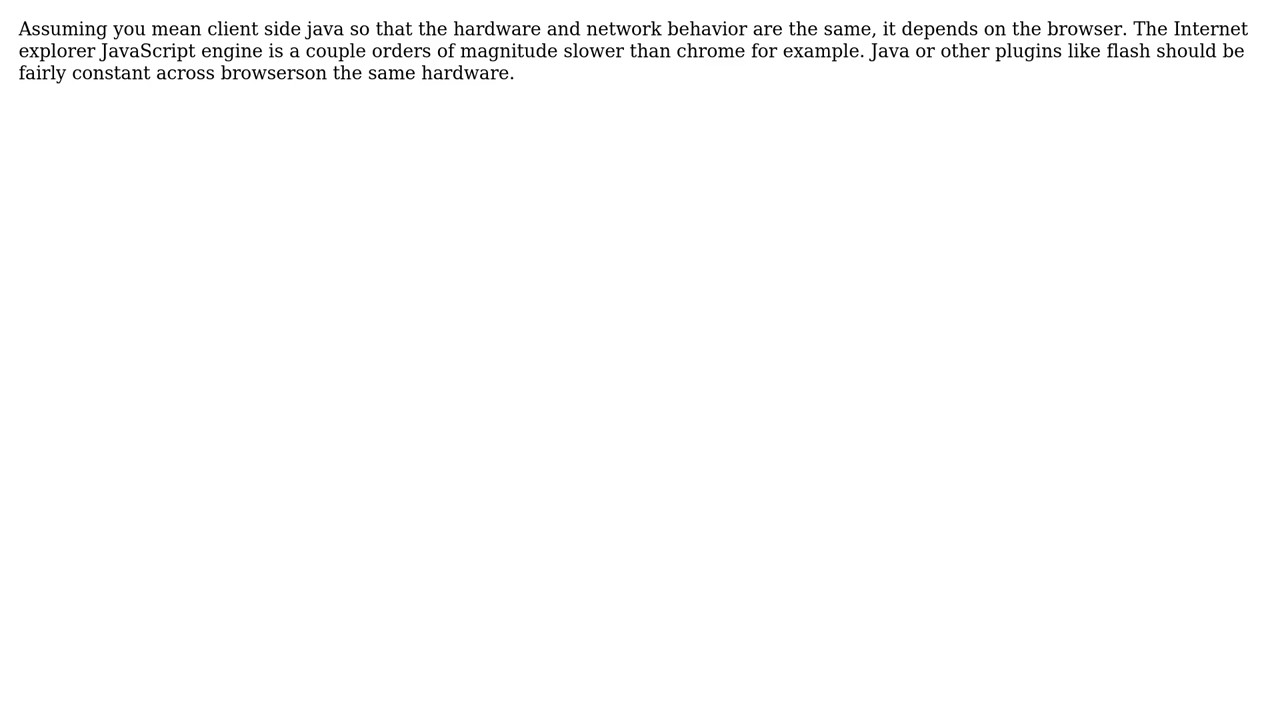 Assuming you mean client side java so that the hardware and network behavior are the same, it depends on the browser. The Internet
explorer JavaScript engine is a couple orders of magnitude slower than chrome for example. Java or other plugins like flash should be
fairly constant across browserson the same hardware.